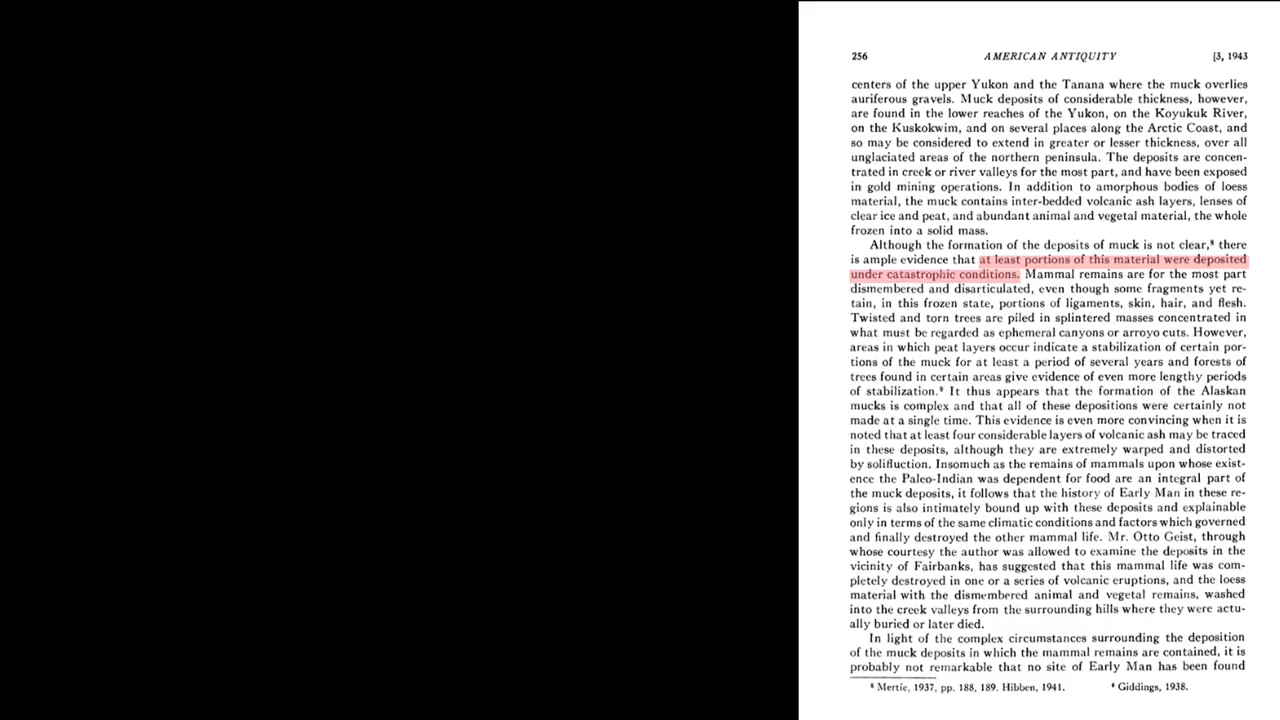 256 AMERICAN ANTIQUITY [3, 1943
centers of the upper Yukon and the Tanana where the muck overlies
auriferous gravels. Muck deposits of considerable thickness, however,
are found in the lower reaches of the Yukon, on the Koyukuk River,
on the Kuskokwim, and on several places along the Arctic Coast, and
so may be considered to extend in greater or lesser thickness, over all
unglaciated areas of the northern peninsula. The deposits are concen-
trated in creek or river valleys for the most part, and have been exposed
in gold mining operations. In addition to amorphous bodies of loess
material, the muck contains inter-bedded volcanic ash layers, lenses of
clear ice and peat, and abundant animal and vegetal material, the whole
frozen into a solid mass.
Although the formation of the deposits of muck is not clear,⁸ there
is ample evidence that at least portions of this material were deposited
under catastrophic conditions. Mammal remains are for the most part
dismembered and disarticulated, even though some fragments yet re-
tain, in this frozen state, portions of ligaments, skin, hair, and flesh.
Twisted and torn trees are piled in splintered masses concentrated in
what must be regarded as ephemeral canyons or arroyo cuts. However,
areas in which peat layers occur indicate a stabilization of certain por-
tions of the muck for at least a period of several years and forests of
trees found in certain areas give evidence of even more lengthy periods
of stabilization.⁹ It thus appears that the formation of the Alaskan
mucks is complex and that all of these depositions were certainly not
made at a single time. This evidence is even more convincing when it is
noted that at least four considerable layers of volcanic ash may be traced
in these deposits, although they are extremely warped and distorted
by solifluction. Insomuch as the remains of mammals upon whose exist-
ence the Paleo-Indian was dependent for food are an integral part of
the muck deposits, it follows that the history of Early Man in these re-
gions is also intimately bound up with these deposits and explainable
only in terms of the same climatic conditions and factors which governed
and finally destroyed the other mammal life. Mr. Otto Geist, through
whose courtesy the author was allowed to examine the deposits in the
vicinity of Fairbanks, has suggested that this mammal life was com-
pletely destroyed in one or a series of volcanic eruptions, and the loess
material with the dismembered animal and vegetal remains, washed
into the creek valleys from the surrounding hills where they were actu-
ally buried or later died.
In light of the complex circumstances surrounding the deposition
of the muck deposits in which the mammal remains are contained, it is
probably not remarkable that no site of Early Man has been found
⁸ Mertie, 1937, pp. 188, 189. Hibben, 1941. ⁹ Giddings, 1938.